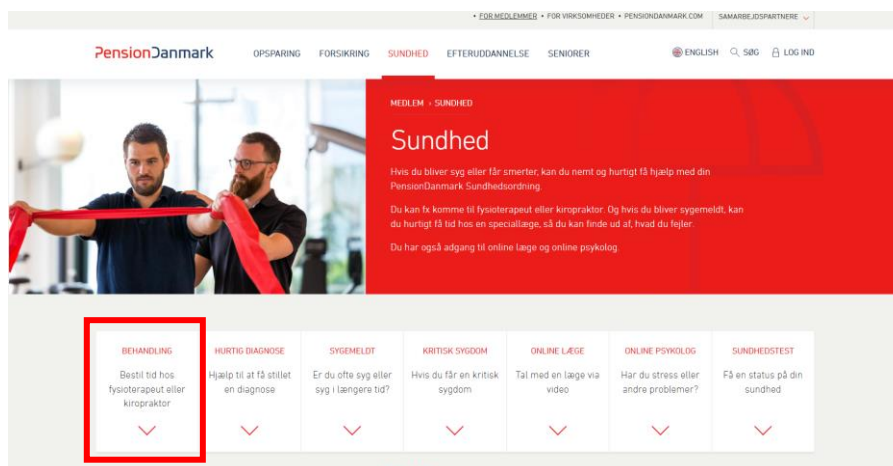 • FOR MEDLEMMER • FOR VIRKSOMHEDER • PENSIONDANMARK.COM SAMARBEJDSPARTNERE
PensionDanmark OPSPARING FORSIKRING SUNDHED EFTERUDDANNELSE SENIORER ENGLISH SØG LOG IND
MEDLEM › SUNDHED
Sundhed
Hvis du bliver syg eller får smerter, kan du nemt og hurtigt få hjælp med din
PensionDanmark Sundhedsordning.
Du kan fx komme til fysioterapeut eller kiropraktor. Og hvis du bliver sygemeldt, kan
du hurtigt få tid hos en speciallæge, så du kan finde ud af, hvad du fejler.
Du har også adgang til online læge og online psykolog.
BEHANDLING
Bestil tid hos
fysioterapeut eller
kiropraktor
HURTIG DIAGNOSE
Hjælp til at få stillet
en diagnose
SYGEMELDT
Er du ofte syg eller
syg i længere tid?
KRITISK SYGDOM
Hvis du får en kritisk
sygdom
ONLINE LÆGE
Tal med en læge via
video
ONLINE PSYKOLOG
Har du stress eller
andre problemer?
SUNDHEDSTEST
Få en status på din
sundhed